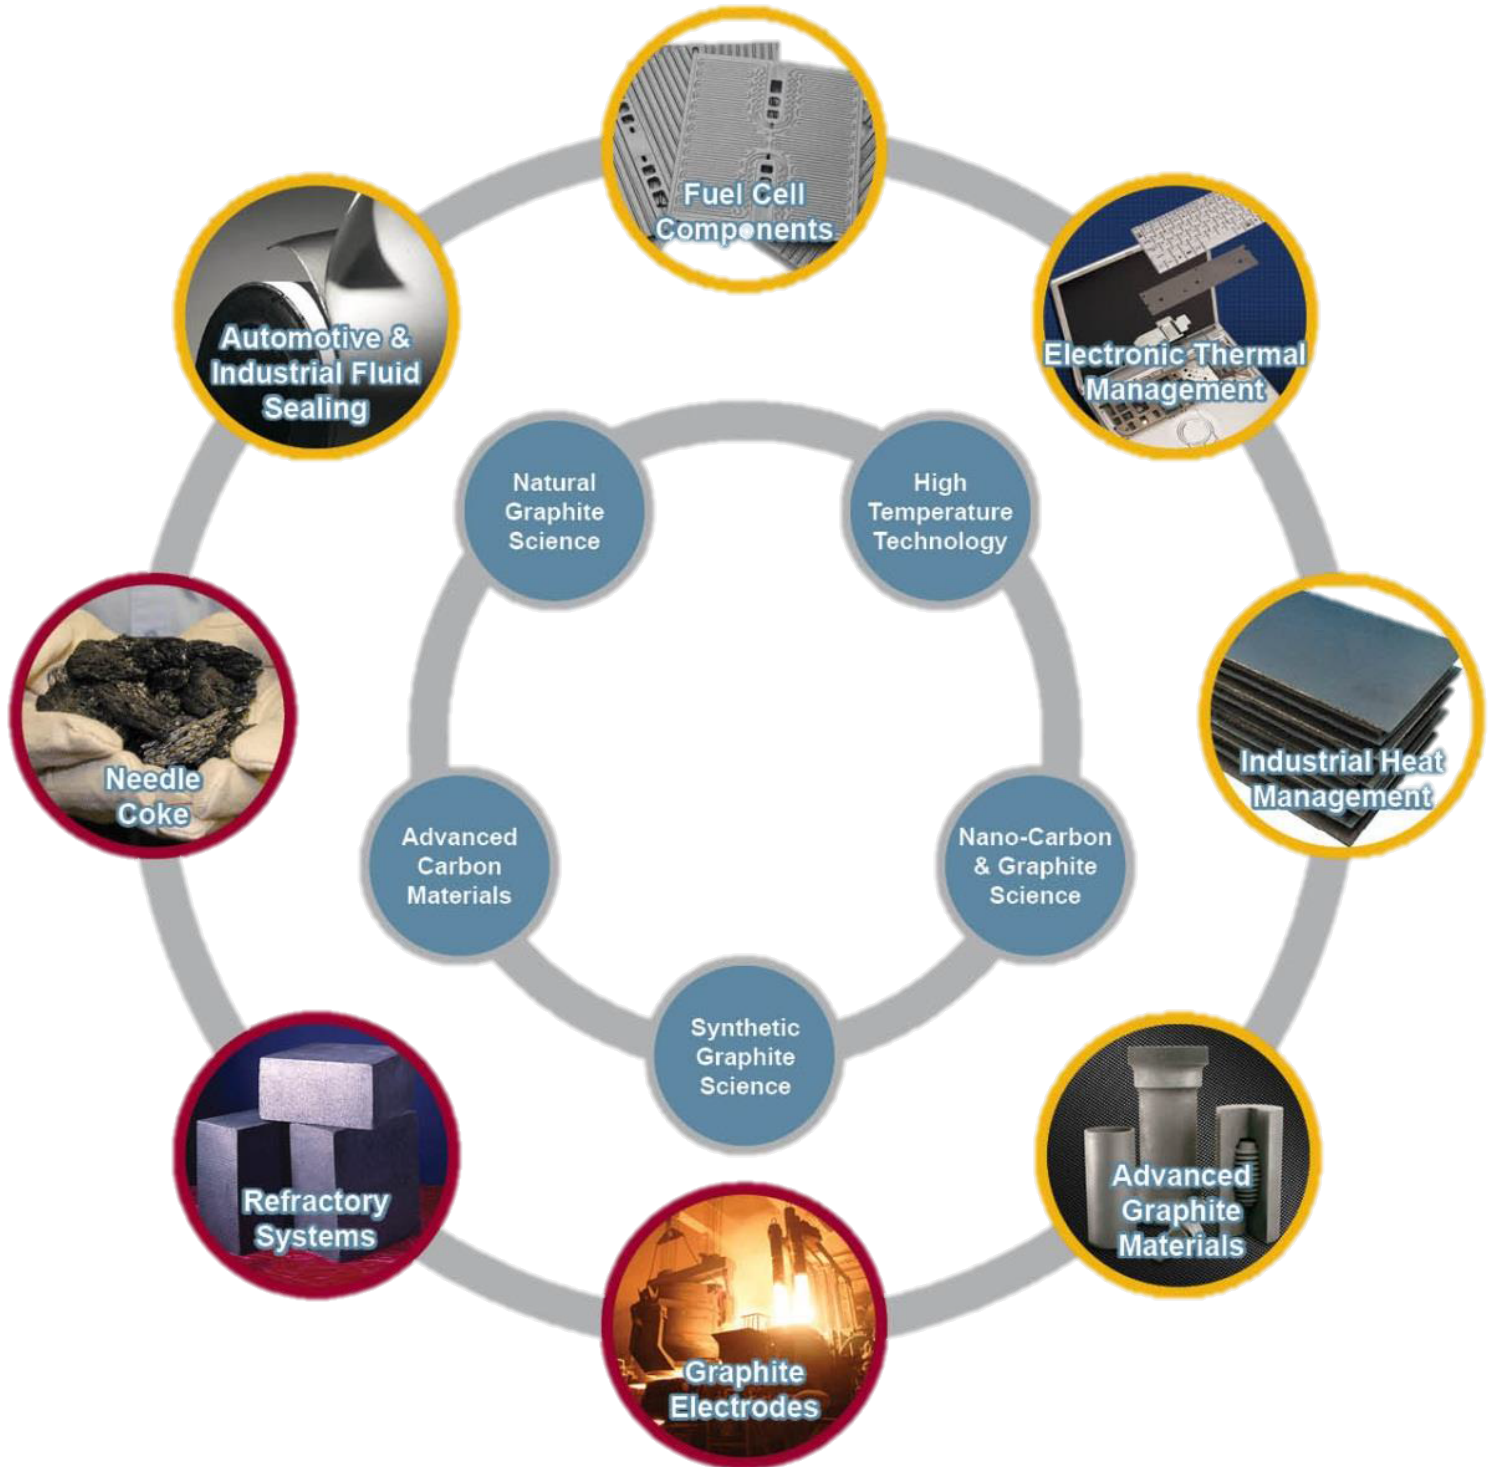 Fuel Cell
Components
Electronic Thermal
Management
Industrial Heat
Management
Advanced
Graphite
Materials
Graphite
Electrodes
Refractory
Systems
Needle
Coke
Automotive &
Industrial Fluid
Sealing
Natural
Graphite
Science
High
Temperature
Technology
Nano-Carbon
& Graphite
Science
Synthetic
Graphite
Science
Advanced
Carbon
Materials